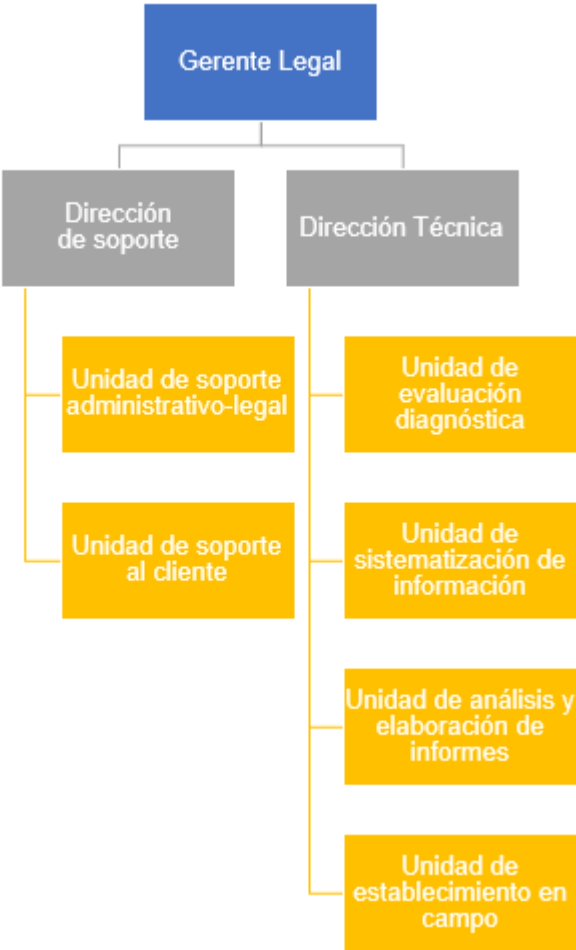 Gerente Legal
Dirección
de soporte
Dirección Técnica
Unidad de soporte
administrativo-legal
Unidad de soporte
al cliente
Unidad de
evaluación
diagnóstica
Unidad de
sistematización de
información
Unidad de análisis y
elaboración de
informes
Unidad de
establecimiento en
campo